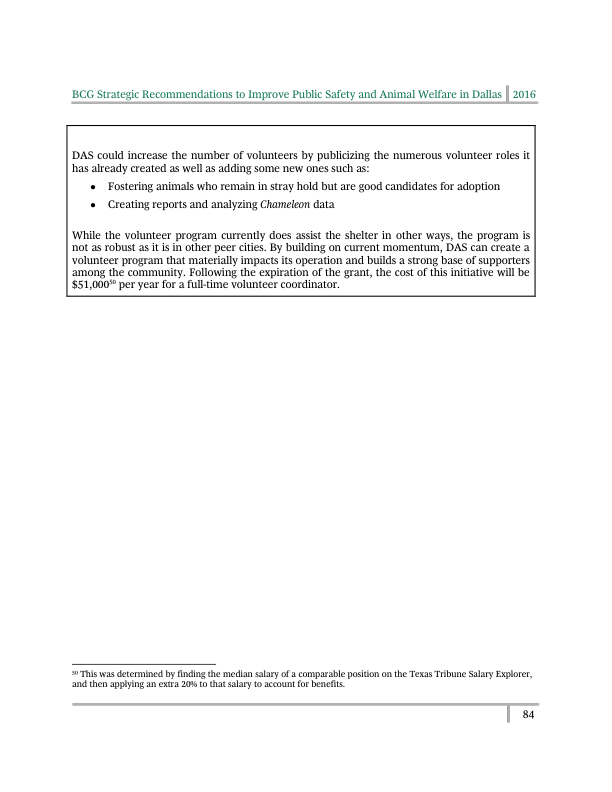 BCG Strategic Recommendations to Improve Public Safety and Animal Welfare in Dallas 2016
DAS could increase the number of volunteers by publicizing the numerous volunteer roles it
has already created as well as adding some new ones such as:
• Fostering animals who remain in stray hold but are good candidates for adoption
• Creating reports and analyzing Chameleon data
While the volunteer program currently does assist the shelter in other ways, the program is
not as robust as it is in other peer cities. By building on current momentum, DAS can create a
volunteer program that materially impacts its operation and builds a strong base of supporters
among the community. Following the expiration of the grant, the cost of this initiative will be
$51,000⁵⁰ per year for a full-time volunteer coordinator.
⁵⁰ This was determined by finding the median salary of a comparable position on the Texas Tribune Salary Explorer,
and then applying an extra 20% to that salary to account for benefits.
84